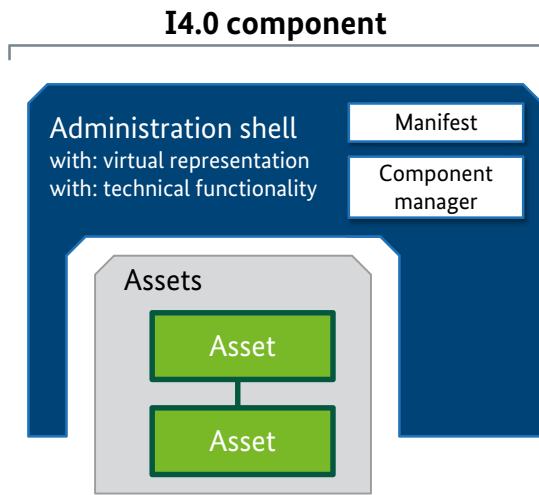 I4.0 component
Administration shell
with: virtual representation
with: technical functionality
Manifest
Component
manager
Assets
Asset
Asset